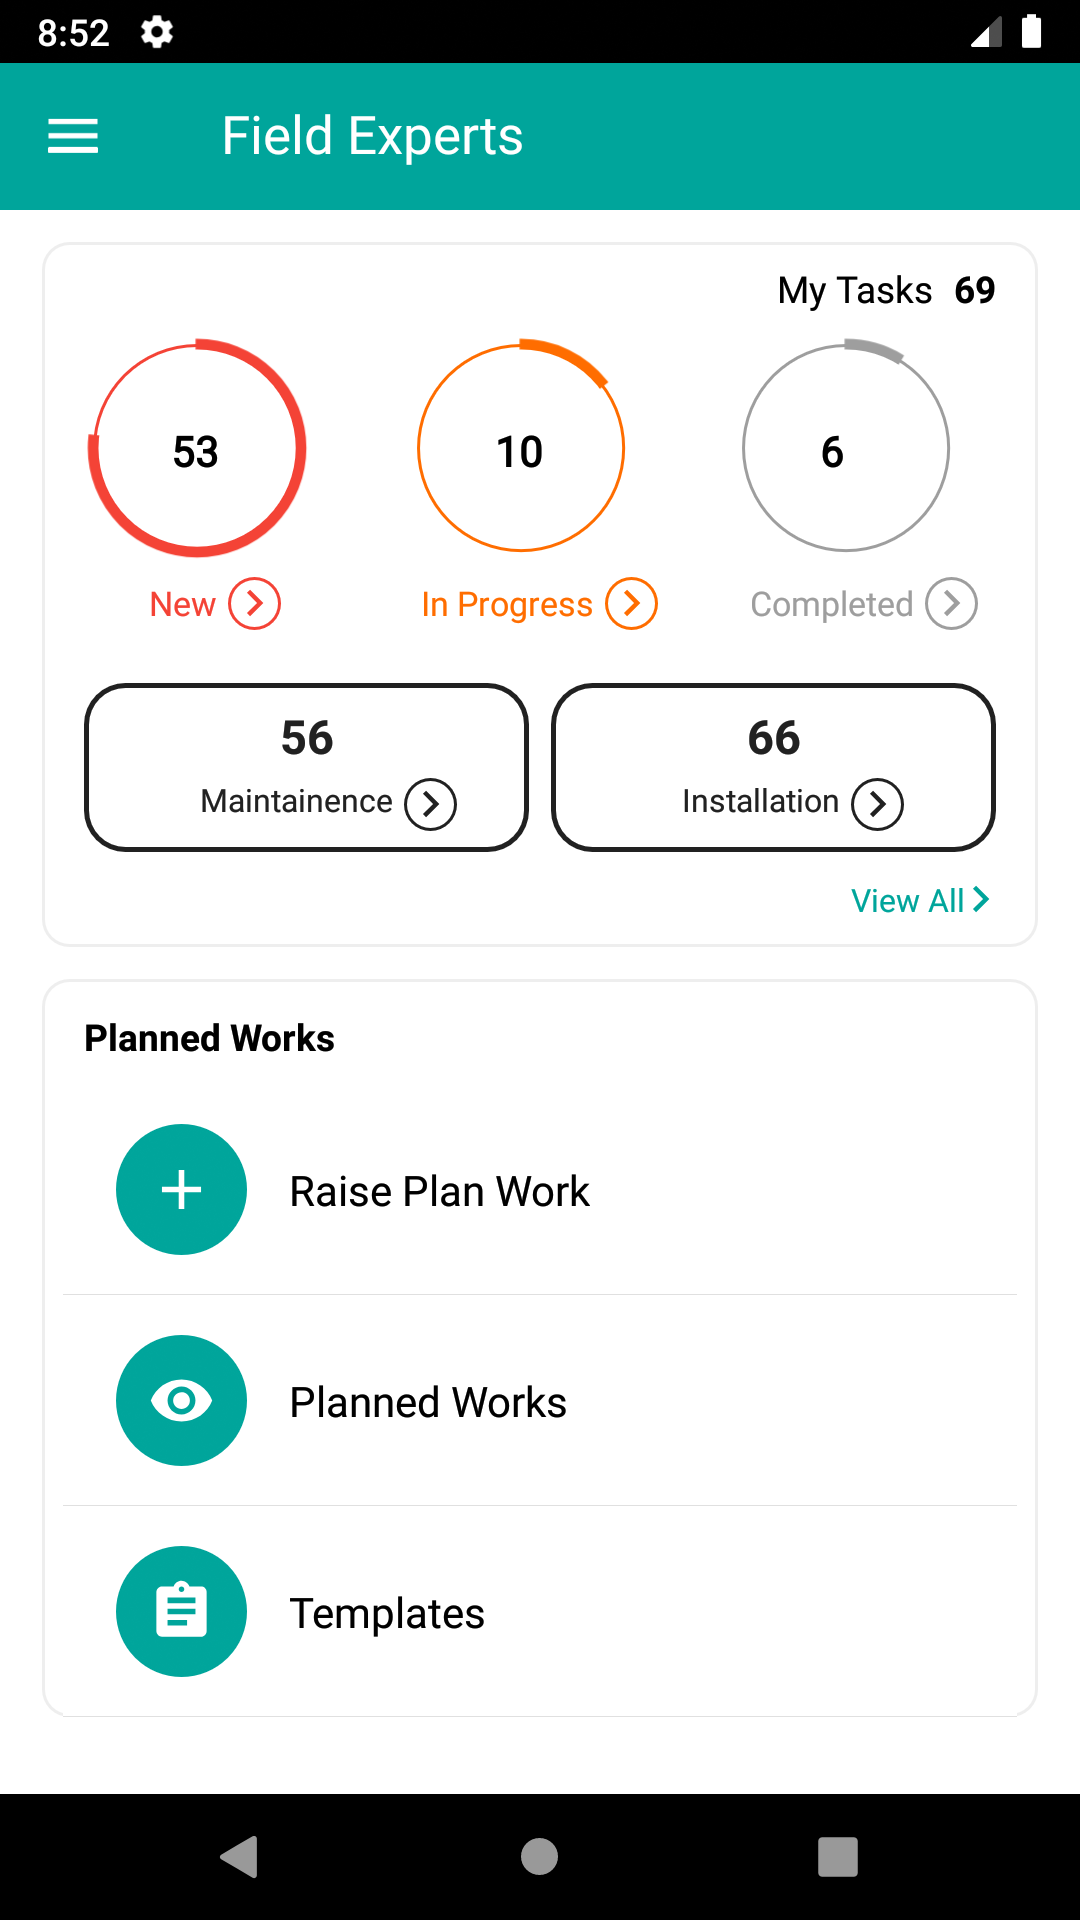 8:52
Field Experts
My Tasks 69
53 10 6
New In Progress Completed
56 66
Maintainence Installation
View All
Planned Works
Raise Plan Work
Planned Works
Templates